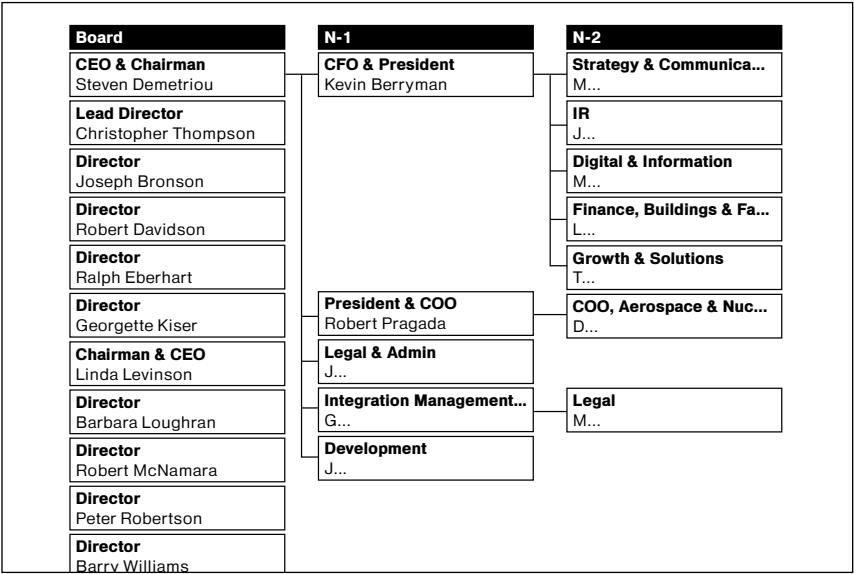 Board
CEO & Chairman
Steven Demetriou
Lead Director
Christopher Thompson
Director
Joseph Bronson
Director
Robert Davidson
Director
Ralph Eberhart
Director
Georgette Kiser
Chairman & CEO
Linda Levinson
Director
Barbara Loughran
Director
Robert McNamara
Director
Peter Robertson
Director
Barry Williams
N-1
CFO & President
Kevin Berryman
President & COO
Robert Pragada
Legal & Admin
J...
Integration Management...
G...
Development
J...
N-2
Strategy & Communica...
M...
IR
J...
Digital & Information
M...
Finance, Buildings & Fa...
L...
Growth & Solutions
T...
COO, Aerospace & Nuc...
D...
Legal
M...